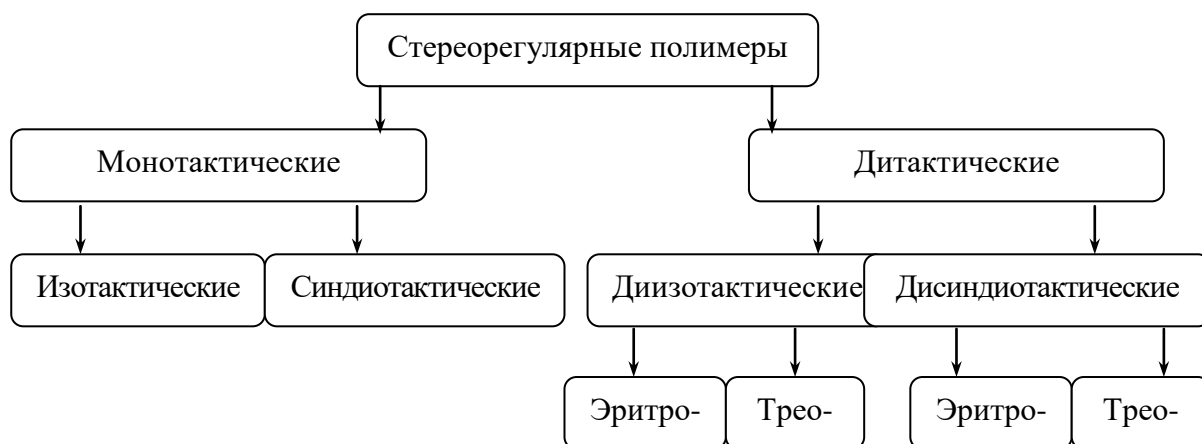 Стереорегулярные полимеры
Монотактические
Дитактические
Изотактические
Синдиотактические
Диизотактические
Дисиндиотактические
Эритро-
Трео-
Эритро-
Трео-